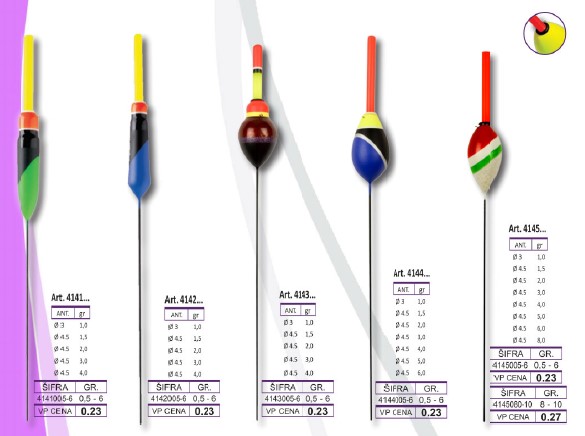 Art. 4141...
ANT. gr
Ø 3 1,0
Ø 4.5 1,5
Ø 4.5 2,0
Ø 4.5 3,0
Ø 4.5 4,0
ŠIFRA GR.
4141005-6 0,5 - 6
VP CENA 0.23
Art. 4142...
ANT. gr
Ø 3 1,0
Ø 4.5 1,5
Ø 4.5 2,0
Ø 4.5 3,0
Ø 4.5 4,0
ŠIFRA GR.
4142005-6 0,5 - 6
VP CENA 0.23
Art. 4143...
ANT. gr
Ø 3 1,0
Ø 4.5 1,5
Ø 4.5 2,0
Ø 4.5 3,0
Ø 4.5 4,0
ŠIFRA GR.
4143005-6 0,5 - 6
VP CENA 0.23
Art. 4144...
ANT. gr
Ø 3 1,0
Ø 4.5 1,5
Ø 4.5 2,0
Ø 4.5 3,0
Ø 4.5 4,0
Ø 4.5 5,0
Ø 4.5 6,0
ŠIFRA GR.
4144005-6 0,5 - 6
VP CENA 0.23
Art. 4145...
ANT. gr
Ø 3 1,0
Ø 4.5 1,5
Ø 4.5 2,0
Ø 4.5 3,0
Ø 4.5 4,0
Ø 4.5 5,0
Ø 4.5 6,0
Ø 4.5 8,0
ŠIFRA GR.
4145005-6 0,5 - 6
VP CENA 0.23
ŠIFRA GR.
4145080-10 8 - 10
VP CENA 0.27